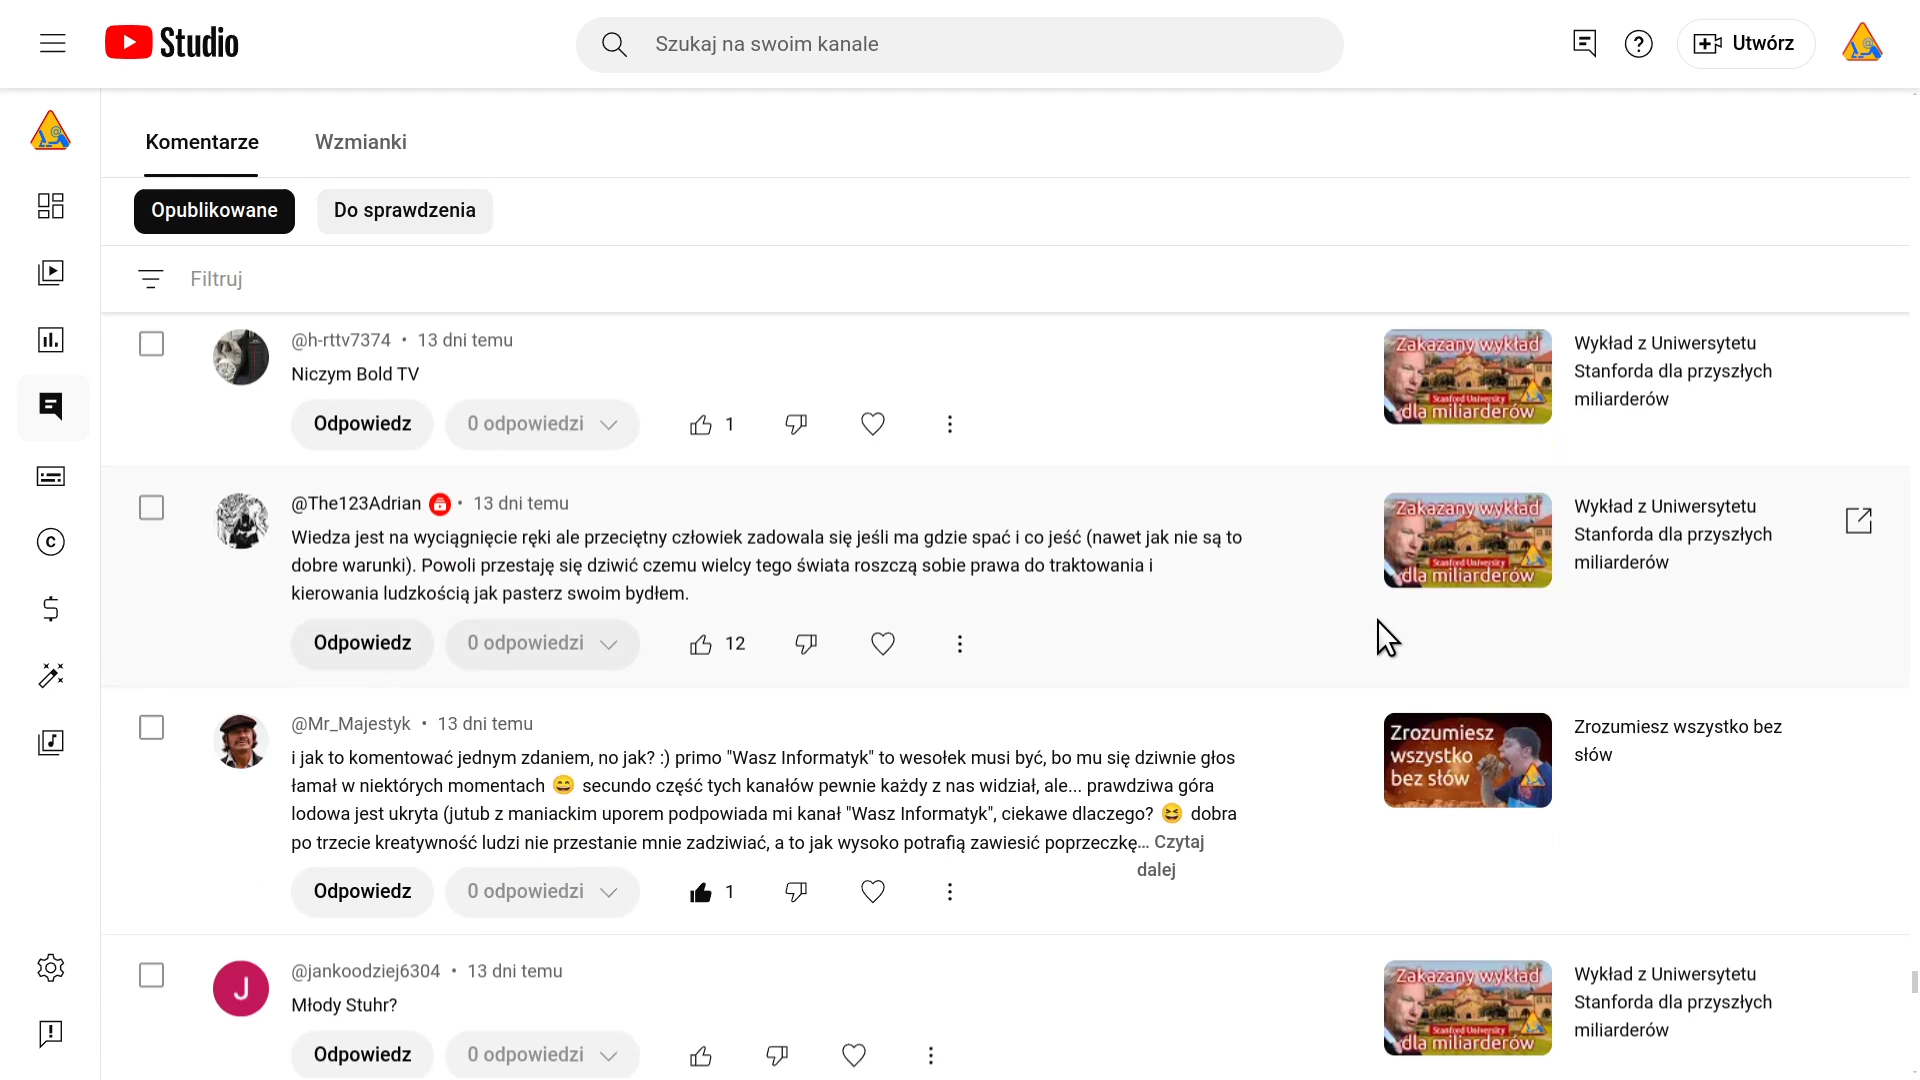 Studio
Szukaj na swoim kanale
Utwórz
Komentarze
Wzmianki
Opublikowane
Do sprawdzenia
Filtruj
@h-rttv7374 • 13 dni temu
Niczym Bold TV
Odpowiedz
0 odpowiedzi
1
Zakazany wykład
Stanford University
dla miliarderów
Wykład z Uniwersytetu
Stanforda dla przyszłych
miliarderów
@The123Adrian • 13 dni temu
Wiedza jest na wyciągnięcie ręki ale przeciętny człowiek zadowala się jeśli ma gdzie spać i co jeść (nawet jak nie są to
dobre warunki). Powoli przestaję się dziwić czemu wielcy tego świata roszczą sobie prawa do traktowania i
kierowania ludzkością jak pasterz swoim bydłem.
Odpowiedz
0 odpowiedzi
12
Zakazany wykład
Stanford University
dla miliarderów
Wykład z Uniwersytetu
Stanforda dla przyszłych
miliarderów
@Mr_Majestyk • 13 dni temu
i jak to komentować jednym zdaniem, no jak? :) primo "Wasz Informatyk" to wesołek musi być, bo mu się dziwnie głos
łamał w niektórych momentach 😄 secundo część tych kanałów pewnie każdy z nas widział, ale... prawdziwa góra
lodowa jest ukryta (jutub z maniackim uporem podpowiada mi kanał "Wasz Informatyk", ciekawe dlaczego? 😆 dobra
po trzecie kreatywność ludzi nie przestanie mnie zadziwiać, a to jak wysoko potrafią zawiesić poprzeczkę... Czytaj
dalej
Odpowiedz
0 odpowiedzi
1
Zrozumiesz
wszystko
bez słów
Zrozumiesz wszystko bez
słów
@jankoodziej6304 • 13 dni temu
J
Młody Stuhr?
Odpowiedz
0 odpowiedzi
Zakazany wykład
Stanford University
dla miliarderów
Wykład z Uniwersytetu
Stanforda dla przyszłych
miliarderów